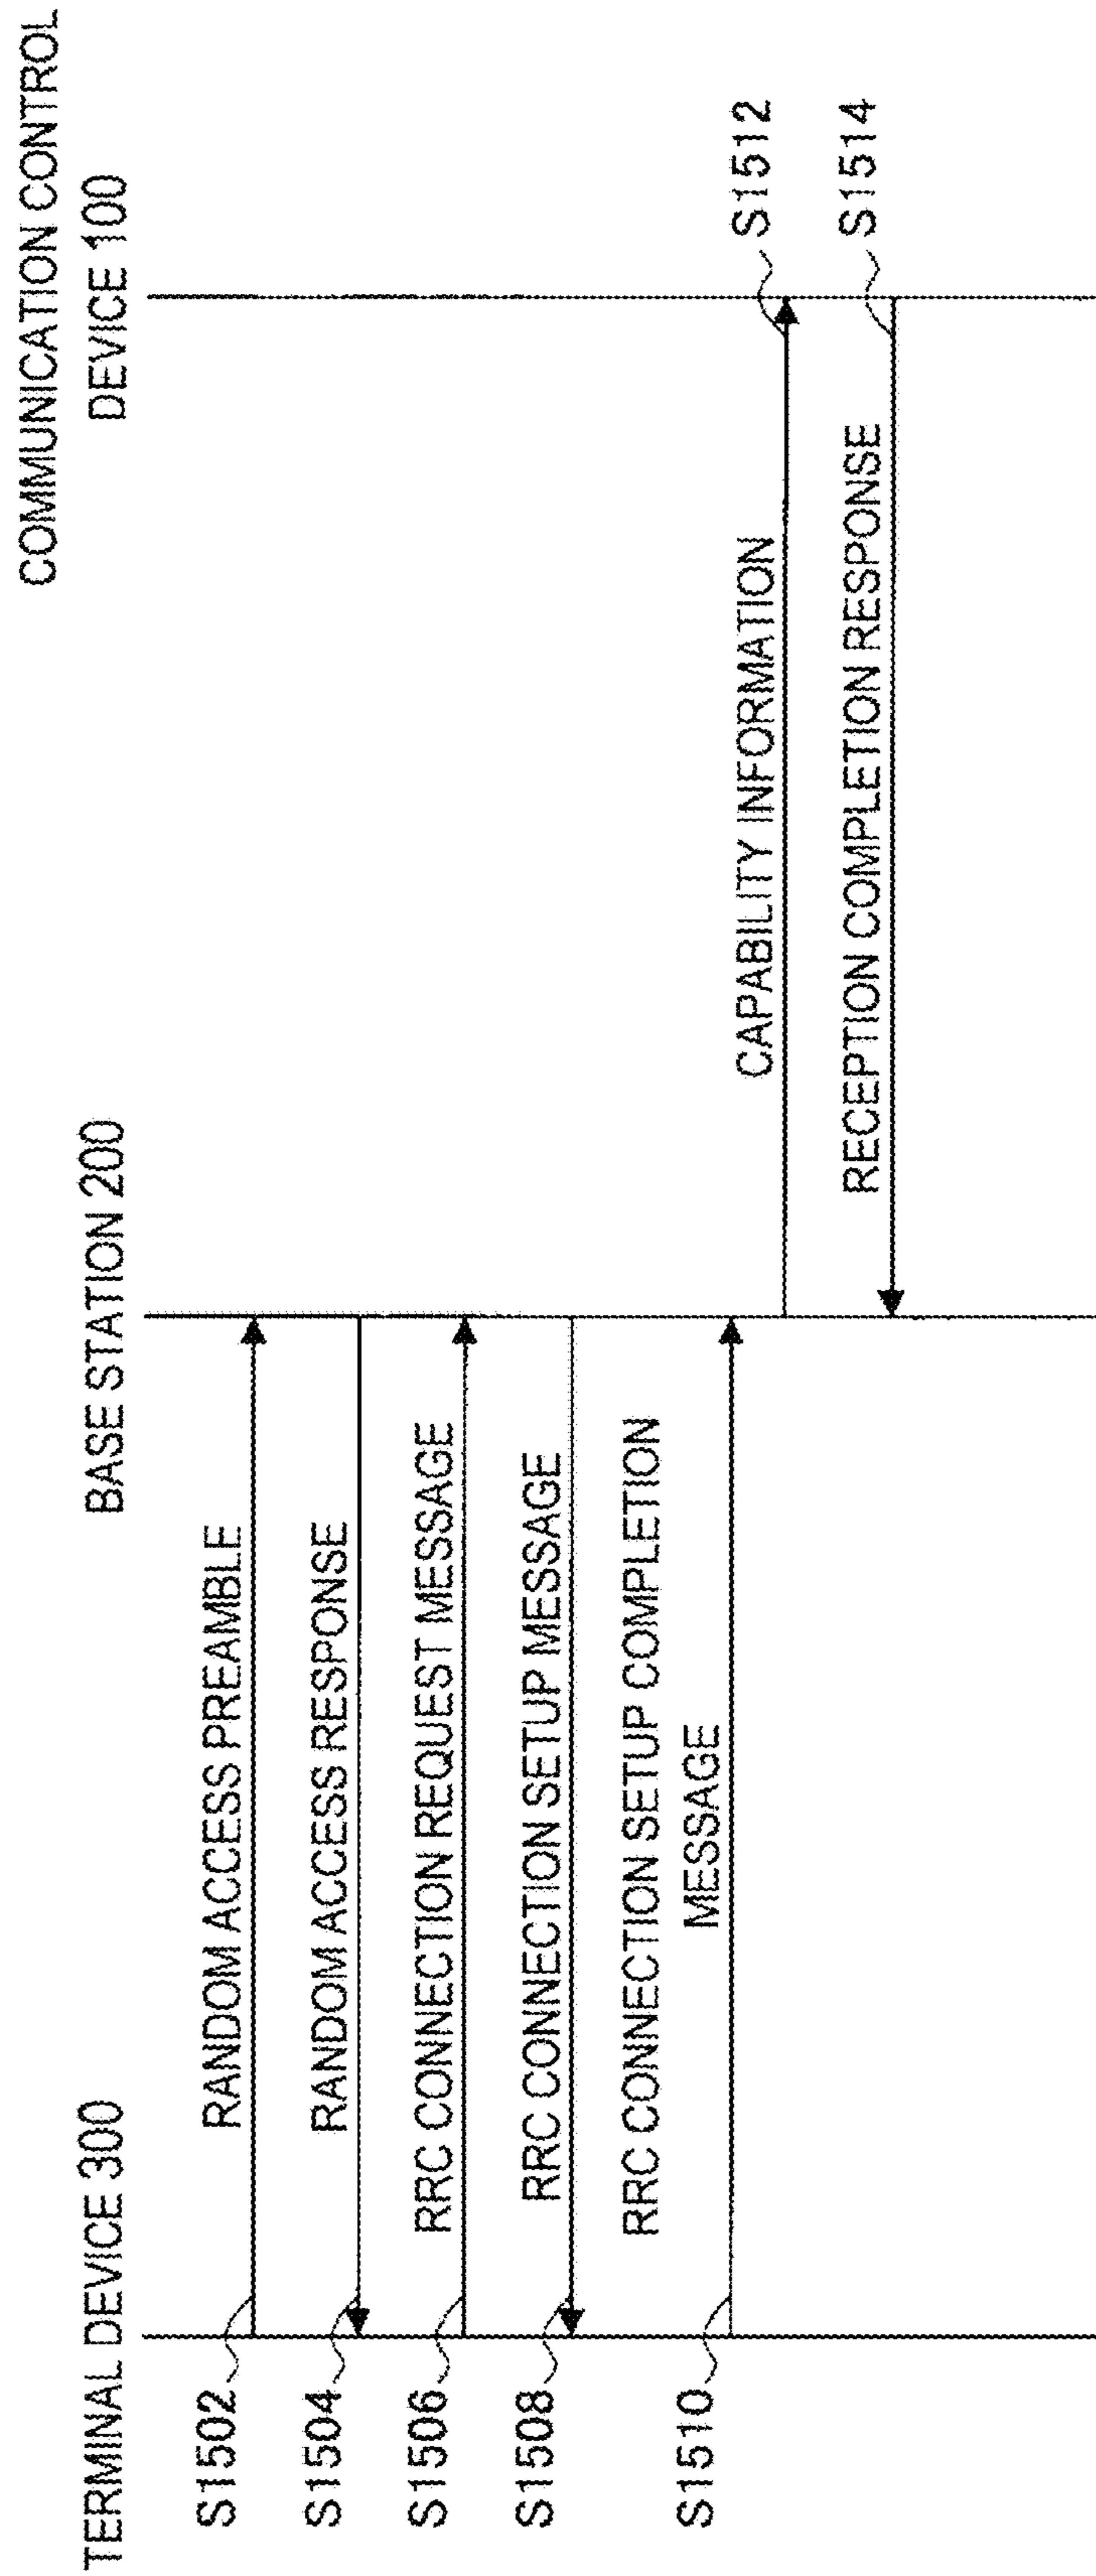 TERMINAL DEVICE 300
BASE STATION 200
COMMUNICATION CONTROL
DEVICE 100
S1502
RANDOM ACCESS PREAMBLE
S1504
RANDOM ACCESS RESPONSE
S1506
RRC CONNECTION REQUEST MESSAGE
S1508
RRC CONNECTION SETUP MESSAGE
S1510
RRC CONNECTION SETUP COMPLETION
MESSAGE
CAPABILITY INFORMATION
S1512
RECEPTION COMPLETION RESPONSE
S1514